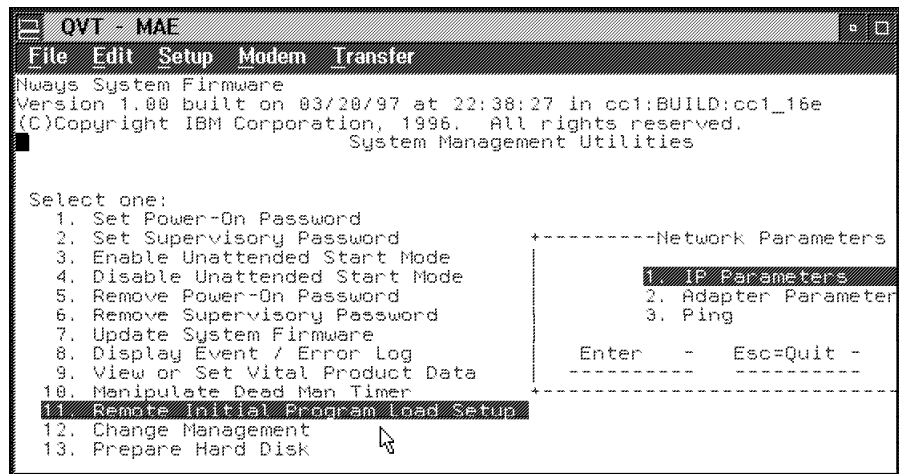 QVT - MAE
File Edit Setup Modem Transfer
Nways System Firmware
Version 1.00 built on 03/20/97 at 22:38:27 in cc1:BUILD:cc1_16e
(C)Copyright IBM Corporation, 1996. All rights reserved.
System Management Utilities
Select one:
1. Set Power-On Password
2. Set Supervisory Password
3. Enable Unattended Start Mode
4. Disable Unattended Start Mode
5. Remove Power-On Password
6. Remove Supervisory Password
7. Update System Firmware
8. Display Event / Error Log
9. View or Set Vital Product Data
10. Manipulate Dead Man Timer
11. Remote Initial Program Load Setup
12. Change Management
13. Prepare Hard Disk
Network Parameters
1. IP Parameters
2. Adapter Parameter
3. Ping
Enter - Esc=Quit -